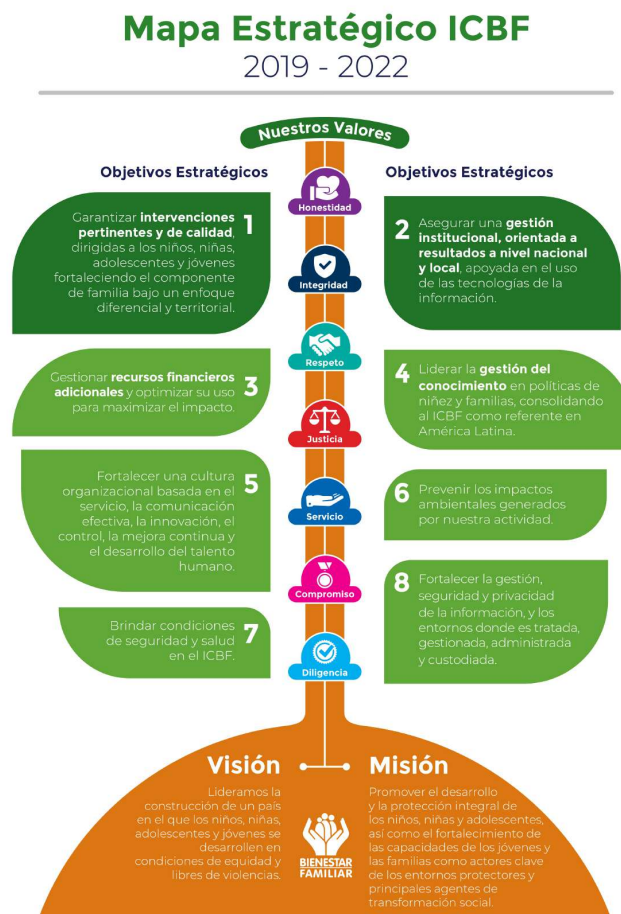 Mapa Estratégico ICBF
2019 - 2022
Nuestros Valores
Objetivos Estratégicos
Objetivos Estratégicos
Honestidad
1
Garantizar intervenciones
pertinentes y de calidad,
dirigidas a los niños, niñas,
adolescentes y jóvenes
fortaleciendo el componente
de familia bajo un enfoque
diferencial y territorial.
2
Asegurar una gestión
institucional, orientada a
resultados a nivel nacional
y local, apoyada en el uso
de las tecnologías de la
información.
Integridad
Respeto
3
Gestionar recursos financieros
adicionales y optimizar su uso
para maximizar el impacto.
4
Liderar la gestión del
conocimiento en políticas de
niñez y familias, consolidando
al ICBF como referente en
América Latina.
Justicia
5
Fortalecer una cultura
organizacional basada en el
servicio, la comunicación
efectiva, la innovación, el
control, la mejora continua y
el desarrollo del talento
humano.
6
Prevenir los impactos
ambientales generados
por nuestra actividad.
Servicio
Compromiso
7
Brindar condiciones
de seguridad y salud
en el ICBF.
8
Fortalecer la gestión,
seguridad y privacidad
de la información, y los
entornos donde es tratada,
gestionada, administrada
y custodiada.
Diligencia
Visión
Lideramos la
construcción de un país
en el que los niños, niñas,
adolescentes y jóvenes se
desarrollen en
condiciones de equidad y
libres de violencias.
BIENESTAR
FAMILIAR
Misión
Promover el desarrollo
y la protección integral de
los niños, niñas y adolescentes,
así como el fortalecimiento de
las capacidades de los jóvenes y
las familias como actores clave
de los entornos protectores y
principales agentes de
transformación social.